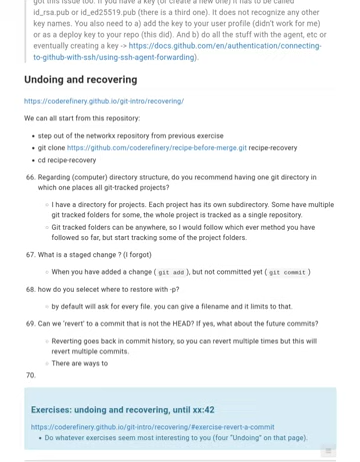 got this issue too. If you have a key (or create a new one) it has to be called
id_rsa.pub or id_ed25519.pub (there is a third one). It does not recognize any other
key names. You also need to a) add the key to your user profile (didn't work for me)
or as a deploy key to your repo (this did). And b) do all the stuff with the agent, etc or
eventually creating a key -> https://docs.github.com/en/authentication/connecting-
to-github-with-ssh/using-ssh-agent-forwarding).
Undoing and recovering
https://coderefinery.github.io/git-intro/recovering/
We can all start from this repository:
• step out of the networkx repository from previous exercise
• git clone https://github.com/coderefinery/recipe-before-merge.git recipe-recovery
• cd recipe-recovery
66. Regarding (computer) directory structure, do you recommend having one git directory in
which one places all git-tracked projects?
○ I have a directory for projects. Each project has its own subdirectory. Some have multiple
git tracked folders for some, the whole project is tracked as a single repository.
○ Git tracked folders can be anywhere, so I would follow which ever method you have
followed so far, but start tracking some of the project folders.
67. What is a staged change ? (I forgot)
○ When you have added a change ( git add ), but not committed yet ( git commit )
68. how do you selecet where to restore with -p?
○ by default will ask for every file. you can give a filename and it limits to that.
69. Can we 'revert' to a commit that is not the HEAD? If yes, what about the future commits?
○ Reverting goes back in commit history, so you can revert multiple times but this will
revert multiple commits.
○ There are ways to
70.
Exercises: undoing and recovering, until xx:42
https://coderefinery.github.io/git-intro/recovering/#exercise-revert-a-commit
• Do whatever exercises seem most interesting to you (four "Undoing" on that page).